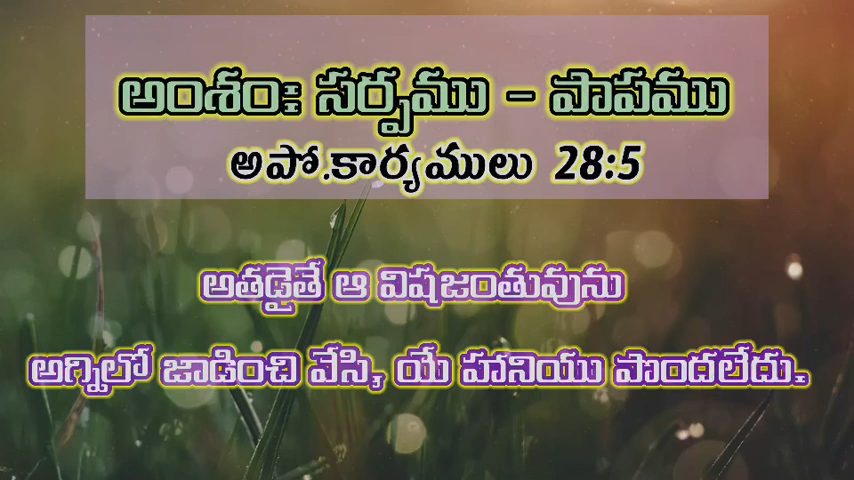 అంశం: సర్పము - పాపము
అపో.కార్యములు 28:5
అతడైతే ఆ విషజంతువును
అగ్నిలో జాడించి వేసి, యే హానియు పొందలేదు.